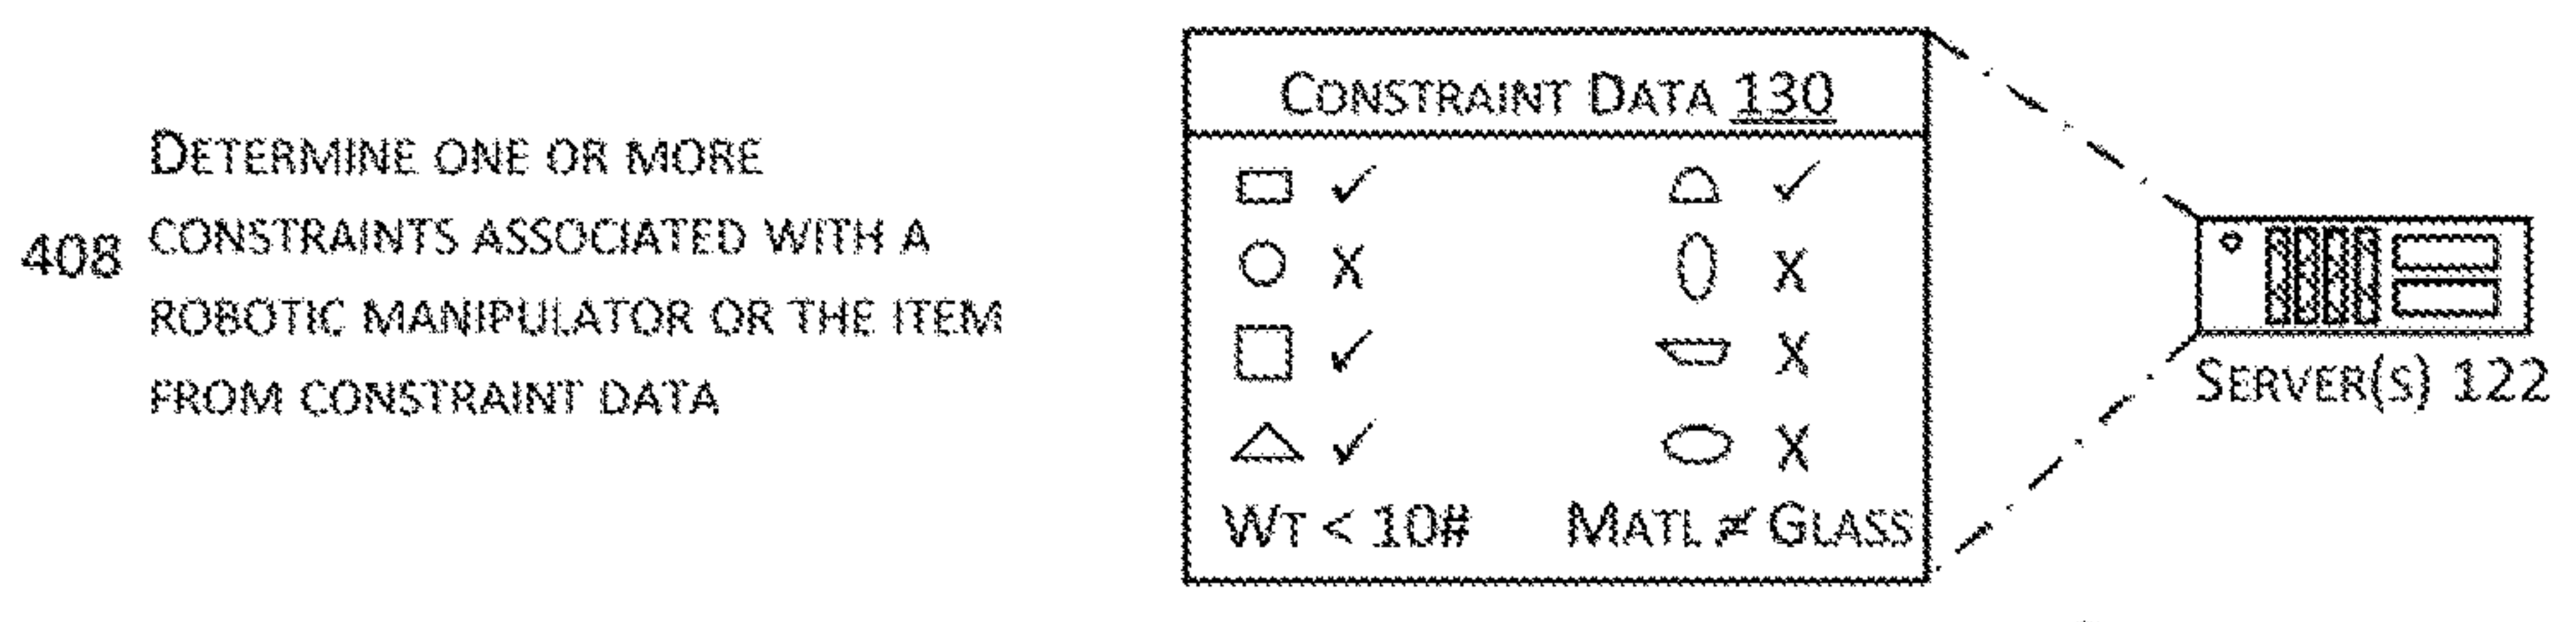 DETERMINE ONE OR MORE
408 CONSTRAINTS ASSOCIATED WITH A
ROBOTIC MANIPULATOR OR THE ITEM
FROM CONSTRAINT DATA
CONSTRAINT DATA 130
✓ ✓
X X
✓ X
✓ X
WT < 10# MATL ≠ GLASS
SERVER(S) 122